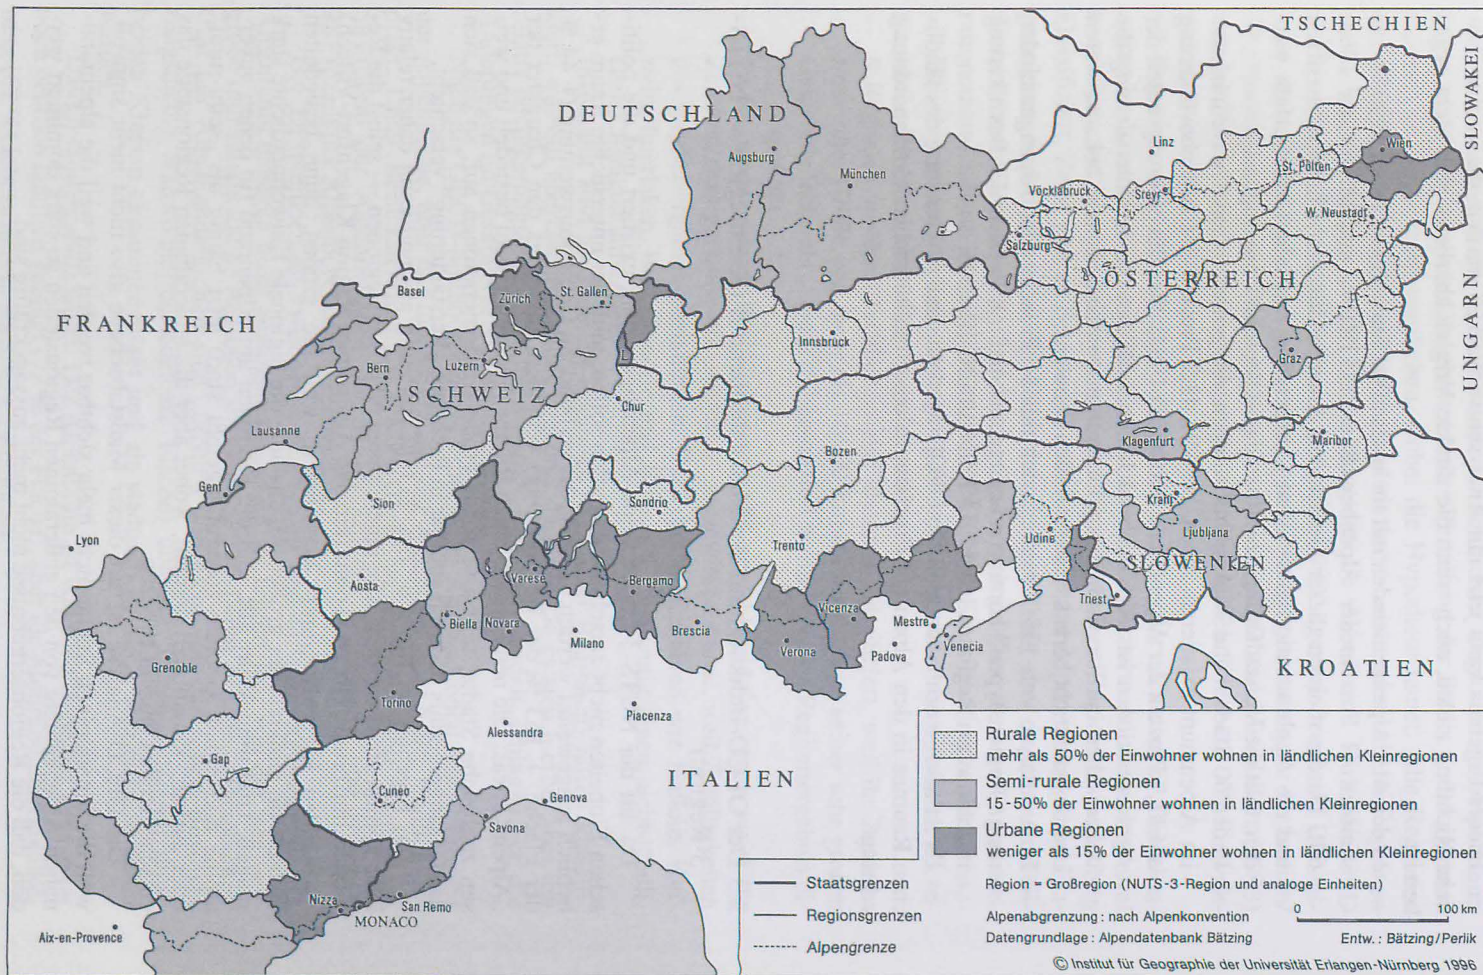 TSCHECHIEN
SLOWAKEI
DEUTSCHLAND
Augsburg
München
Linz
Wien
St. Pölten
Vöcklabruck
Sreyr
W. Neustadt
Salzburg
ÖSTERREICH
UNGARN
Basel
Zürich
St. Gallen
FRANKREICH
L
Innsbruck
Graz
Bern
Luzern
SCHWEIZ
Chur
Lausanne
Klagenfurt
Maribor
Bozen
Genf
Sion
Sondrio
Kranj
Lyon
Trento
Udine
Ljubljana
SLOWENIEN
Aosta
Varese
Bergamo
Triest
Biella
Novara
Vicenza
Mestre
Brescia
Milano
Verona
Padova
Venecia
Grenoble
KROATIEN
Torino
Piacenza
Alessandra
Gap
ITALIEN
Cuneo
Genova
Savona
Nizza
San Remo
MONACO
Aix-en-Provence
Rurale Regionen
mehr als 50% der Einwohner wohnen in ländlichen Kleinregionen
Semi-rurale Regionen
15-50% der Einwohner wohnen in ländlichen Kleinregionen
Urbane Regionen
weniger als 15% der Einwohner wohnen in ländlichen Kleinregionen
Staatsgrenzen
Regionsgrenzen
Alpengrenze
Region = Großregion (NUTS-3-Region und analoge Einheiten)
Alpenabgrenzung: nach Alpenkonvention
Datengrundlage: Alpendatenbank Bätzing
0 100 km
Entw.: Bätzing/Perlik
© Institut für Geographie der Universität Erlangen-Nürnberg 1996